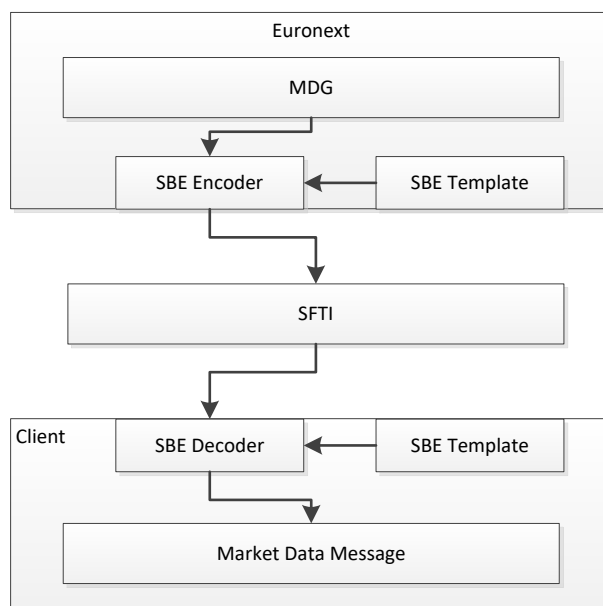 Euronext
MDG
SBE Encoder
SBE Template
SFTI
Client
SBE Decoder
SBE Template
Market Data Message